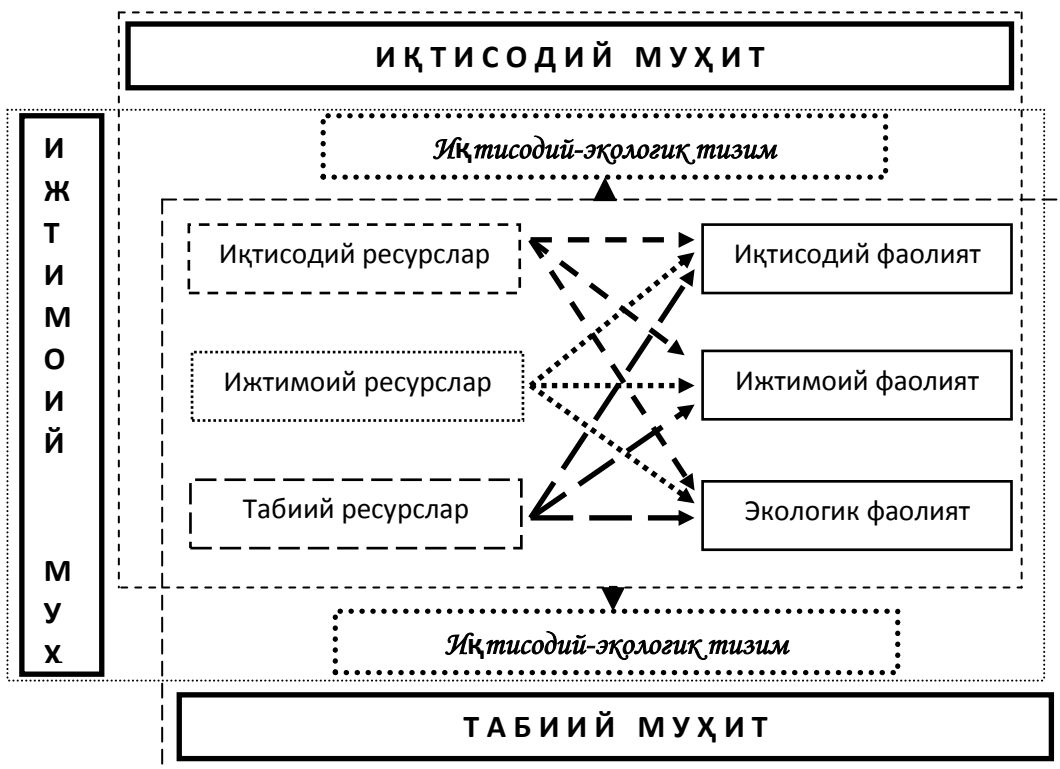 ИҚТИСОДИЙ МУҲИТ
ИЖТИМОИЙ МУҲ
Иқтисодий-экологик тизим
Иқтисодий ресурслар
Иқтисодий фаолият
Ижтимоий ресурслар
Ижтимоий фаолият
Табиий ресурслар
Экологик фаолият
Иқтисодий-экологик тизим
ТАБИИЙ МУҲИТ